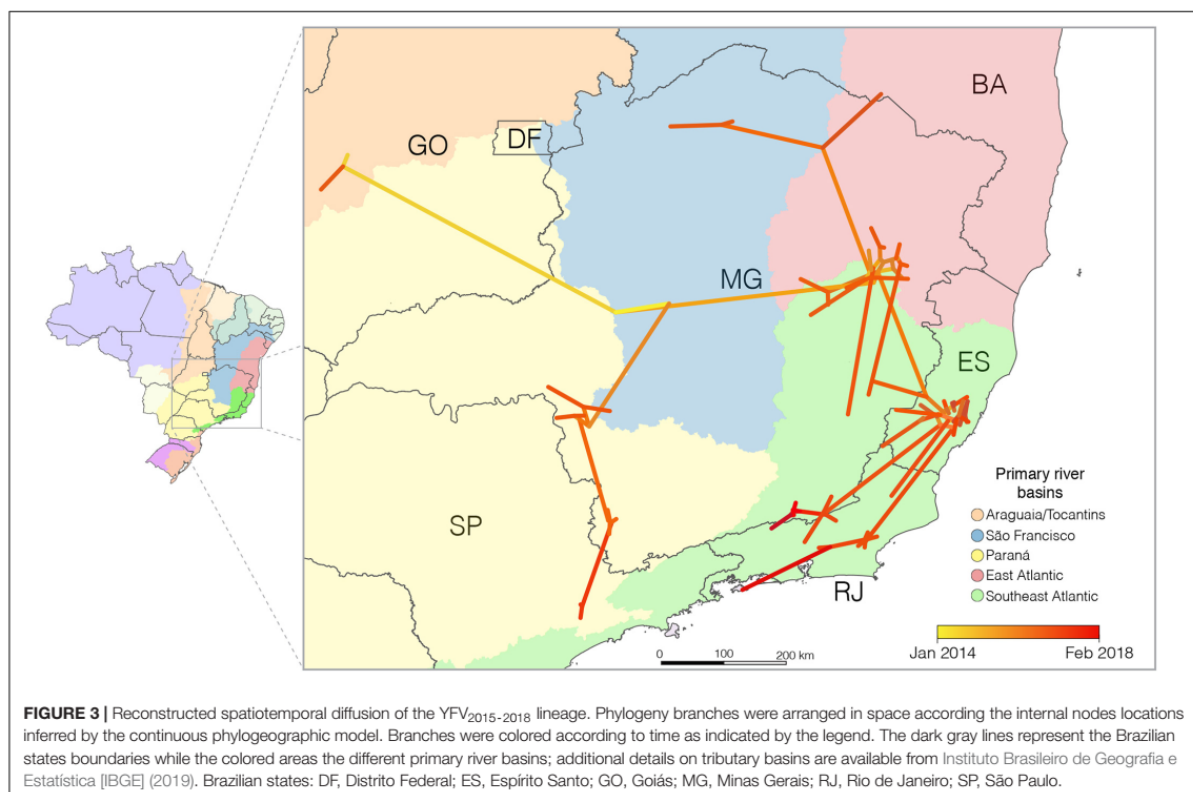 BA
DF
GO
MG
ES
SP
RJ
Primary river
basins
Araguaia/Tocantins
São Francisco
Paraná
East Atlantic
Southeast Atlantic
Jan 2014 Feb 2018
0 100 200 km
FIGURE 3 | Reconstructed spatiotemporal diffusion of the YFV2015-2018 lineage. Phylogeny branches were arranged in space according the internal nodes locations
inferred by the continuous phylogeographic model. Branches were colored according to time as indicated by the legend. The dark gray lines represent the Brazilian
states boundaries while the colored areas the different primary river basins; additional details on tributary basins are available from Instituto Brasileiro de Geografia e
Estatística [IBGE] (2019). Brazilian states: DF, Distrito Federal; ES, Espírito Santo; GO, Goiás; MG, Minas Gerais; RJ, Rio de Janeiro; SP, São Paulo.